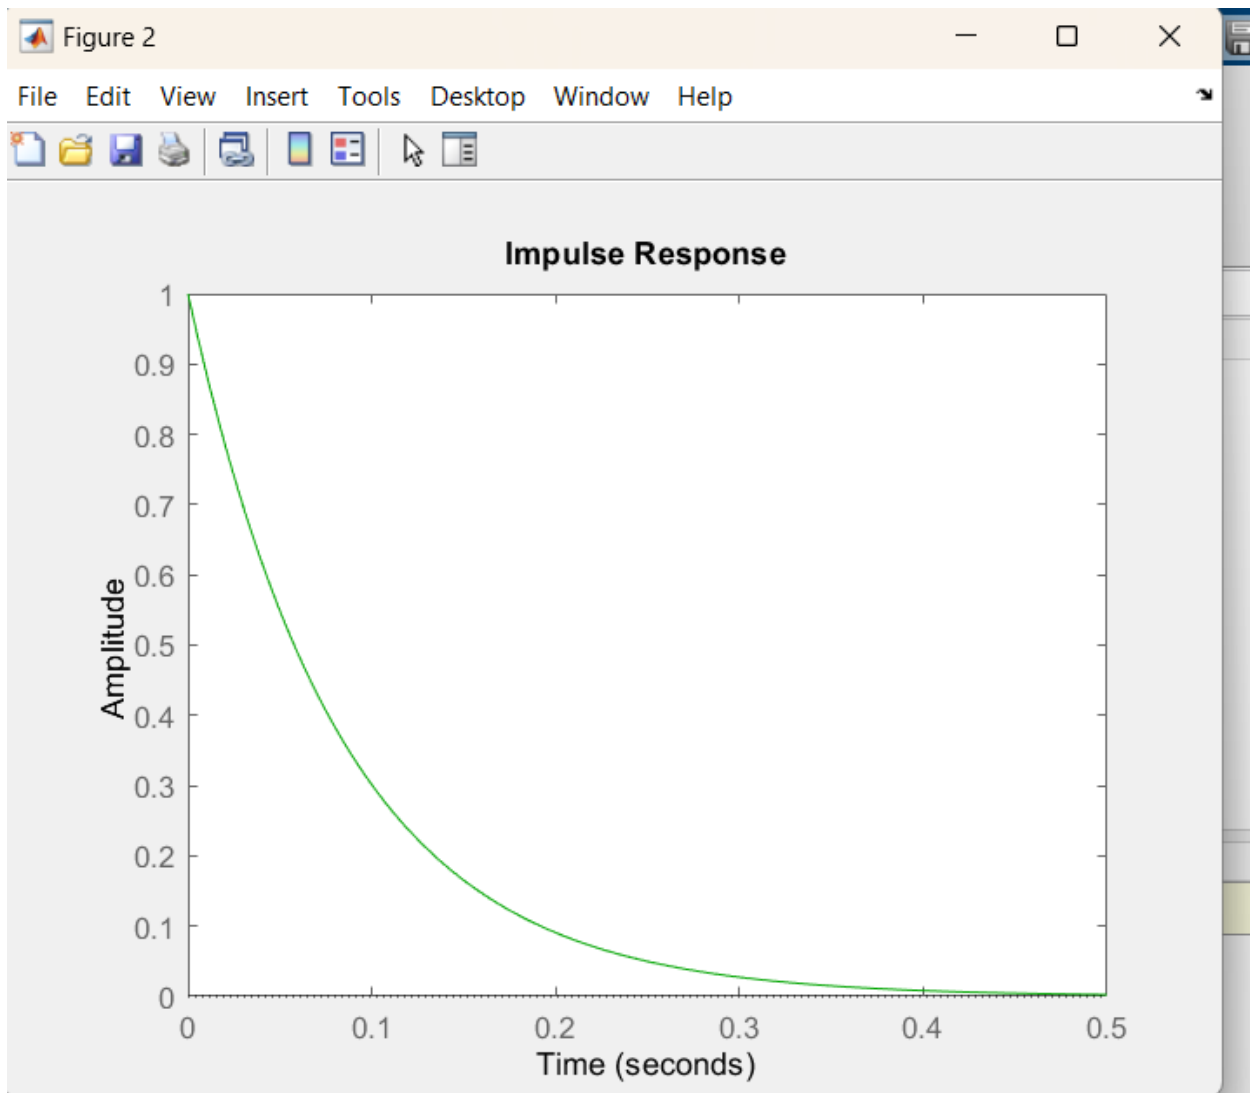 Figure 2
File Edit View Insert Tools Desktop Window Help
Impulse Response
1
0.9
0.8
0.7
0.6
0.5
0.4
0.3
0.2
0.1
0
Amplitude
0 0.1 0.2 0.3 0.4 0.5
Time (seconds)